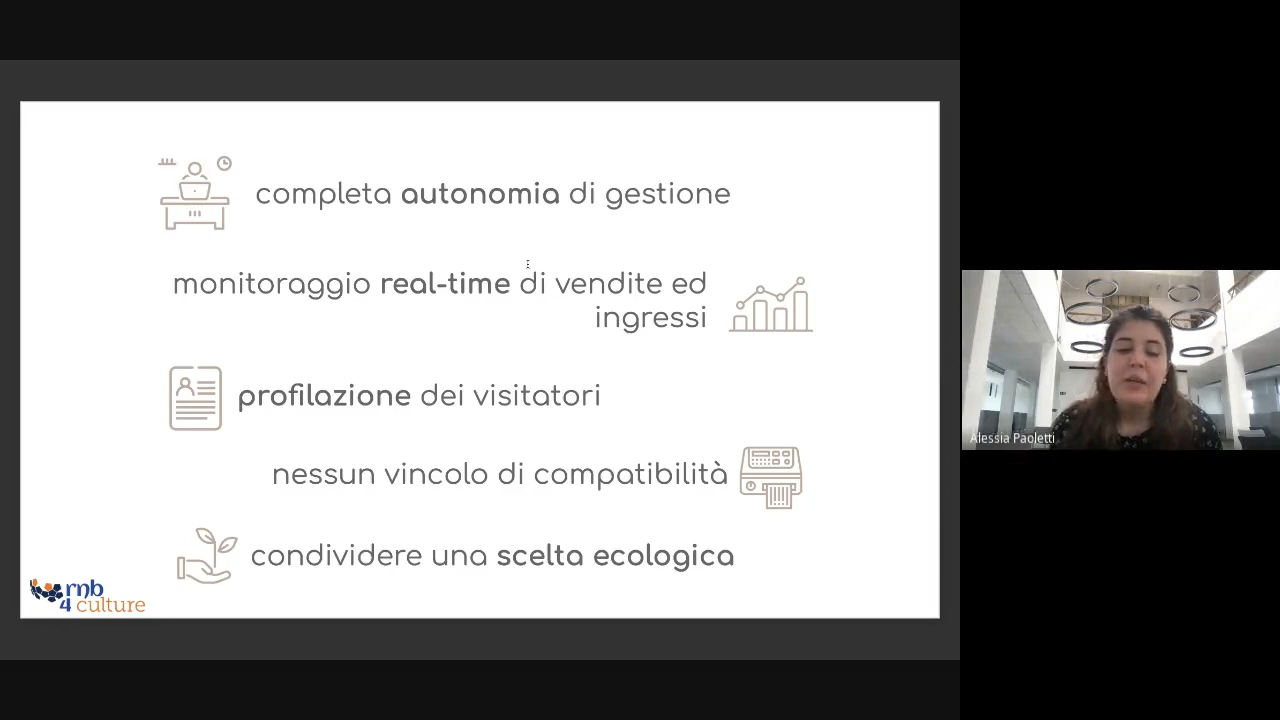 completa autonomia di gestione
monitoraggio real-time di vendite ed
ingressi
profilazione dei visitatori
nessun vincolo di compatibilità
condividere una scelta ecologica
rnb
4 culture
Alessia Paoletti